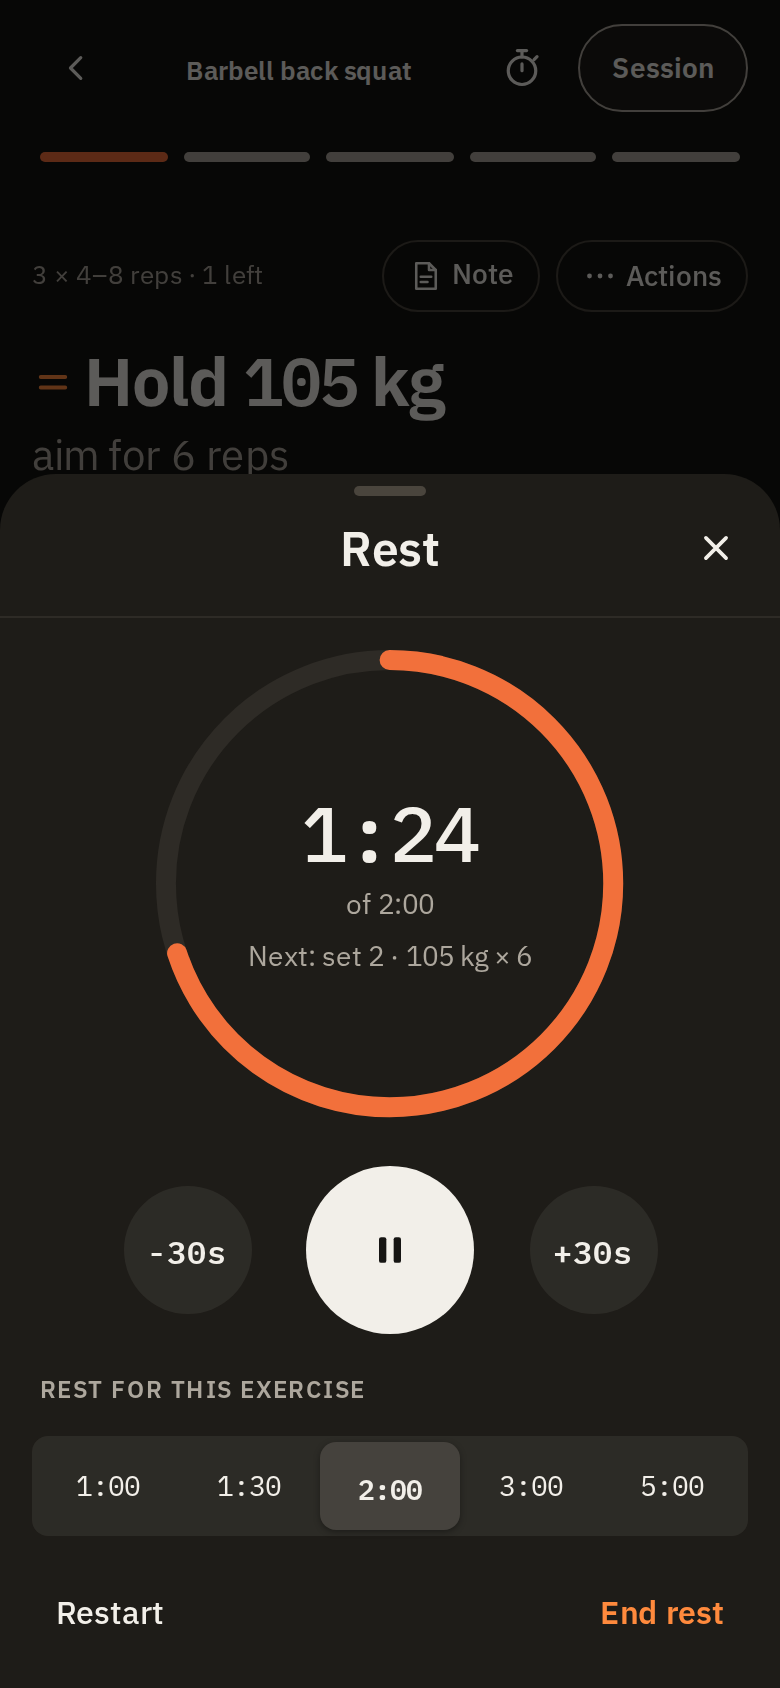 Barbell back squat
Session
3 × 4–8 reps · 1 left
Note
Actions
= Hold 105 kg
aim for 6 reps
Rest
1:24
of 2:00
Next: set 2 · 105 kg × 6
-30s
+30s
REST FOR THIS EXERCISE
1:00 1:30 2:00 3:00 5:00
Restart
End rest